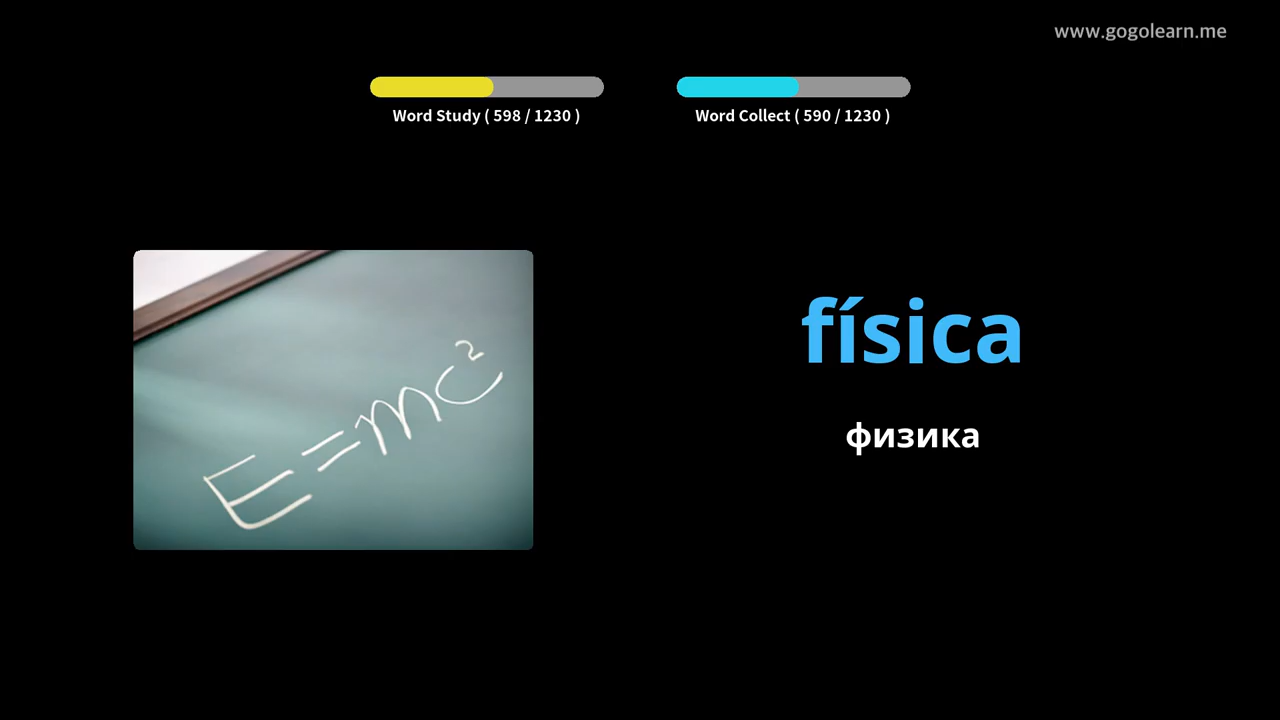 www.gogolearn.me
Word Study ( 598 / 1230 )
Word Collect ( 590 / 1230 )
E=mc²
física
физика